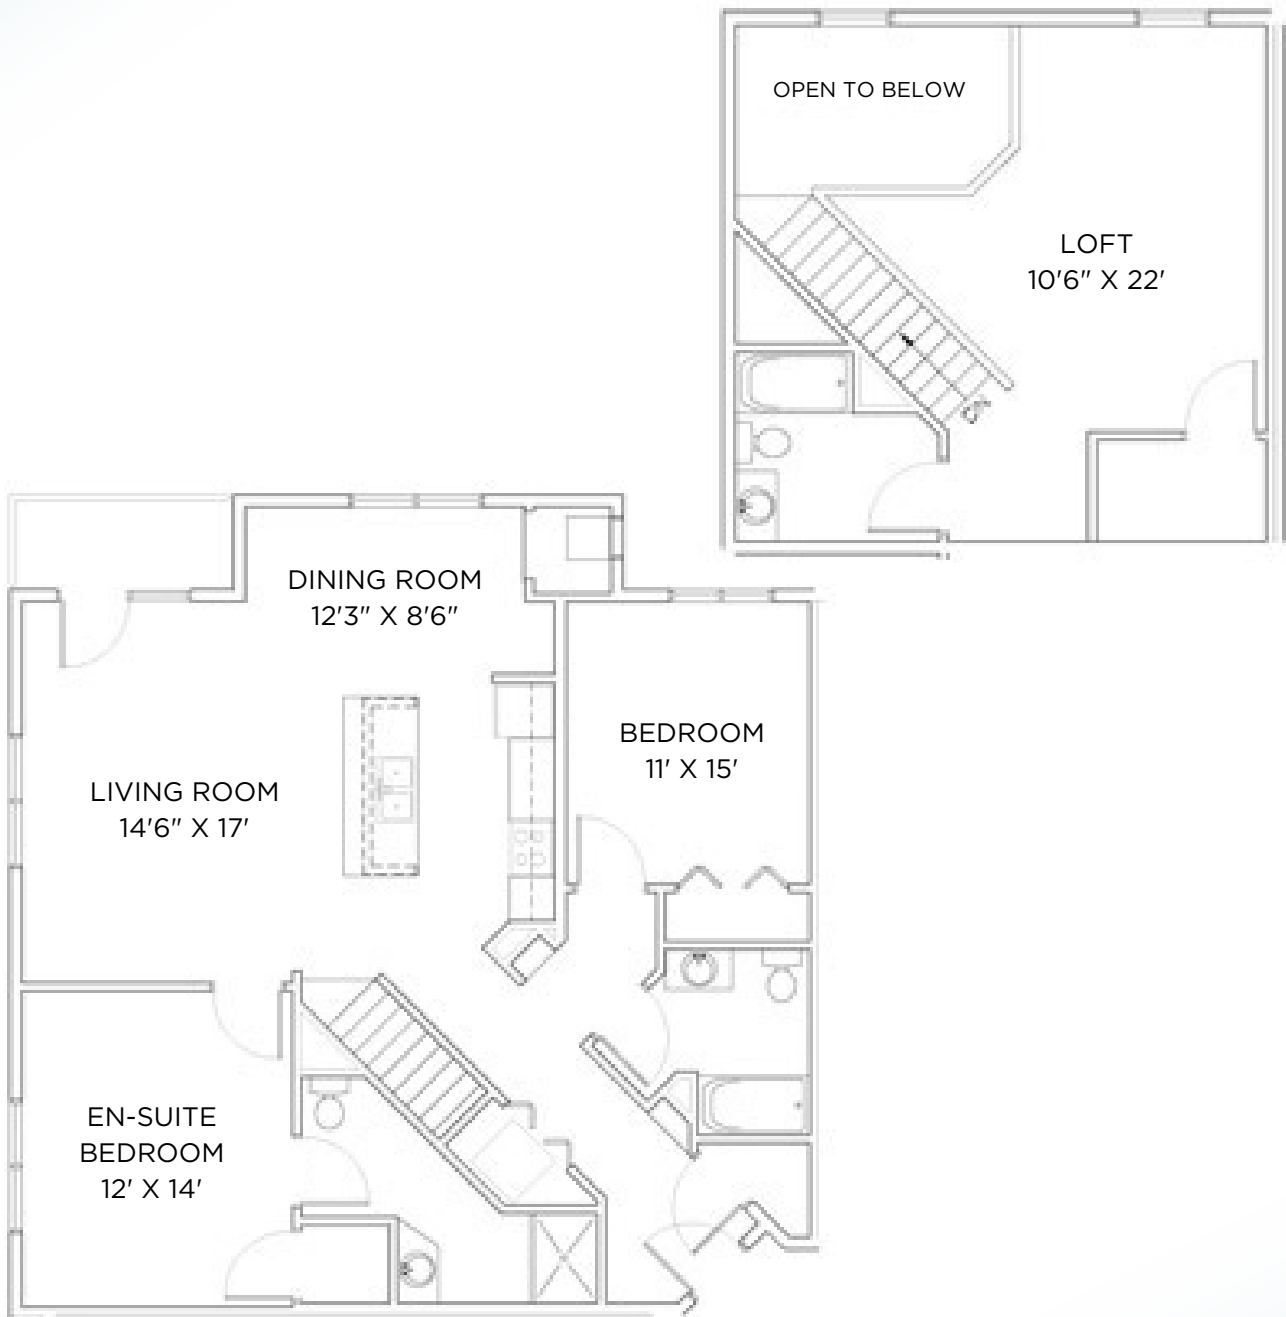 OPEN TO BELOW
LOFT
10'6" X 22'
DINING ROOM
12'3" X 8'6"
BEDROOM
11' X 15'
LIVING ROOM
14'6" X 17'
EN-SUITE
BEDROOM
12' X 14'